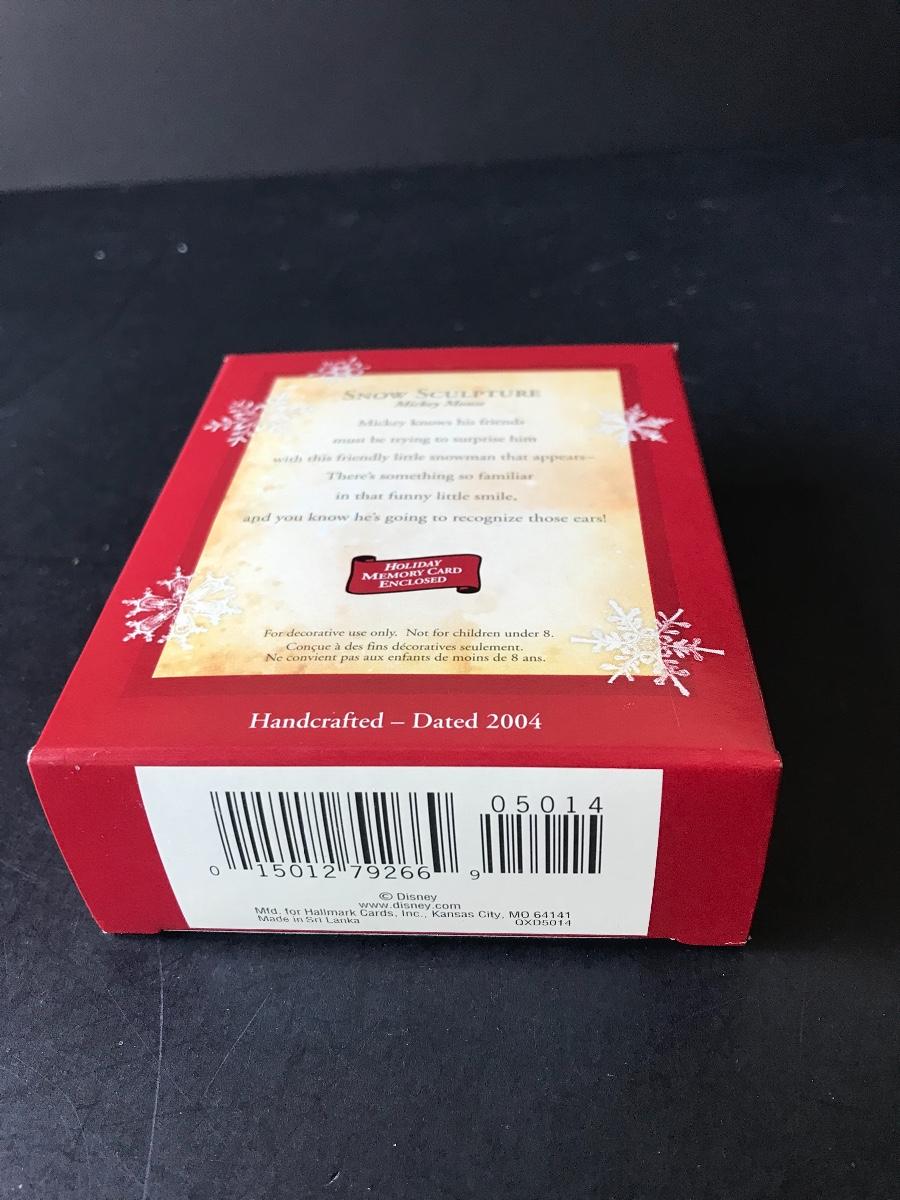 SNOW SCULPTURE
Mickey Mouse
Mickey knows his friends
must be trying to surprise him
with this friendly little snowman that appears–
There's something so familiar
in that funny little smile,
and you know he's going to recognize those ears!
HOLIDAY
MEMORY CARD
ENCLOSED
For decorative use only. Not for children under 8.
Conçue à des fins décoratives seulement.
Ne convient pas aux enfants de moins de 8 ans.
Handcrafted – Dated 2004
05014
0 15012 79266 9
© Disney
www.disney.com
Mfd. for Hallmark Cards, Inc., Kansas City, MO 64141
Made in Sri Lanka QXD5014